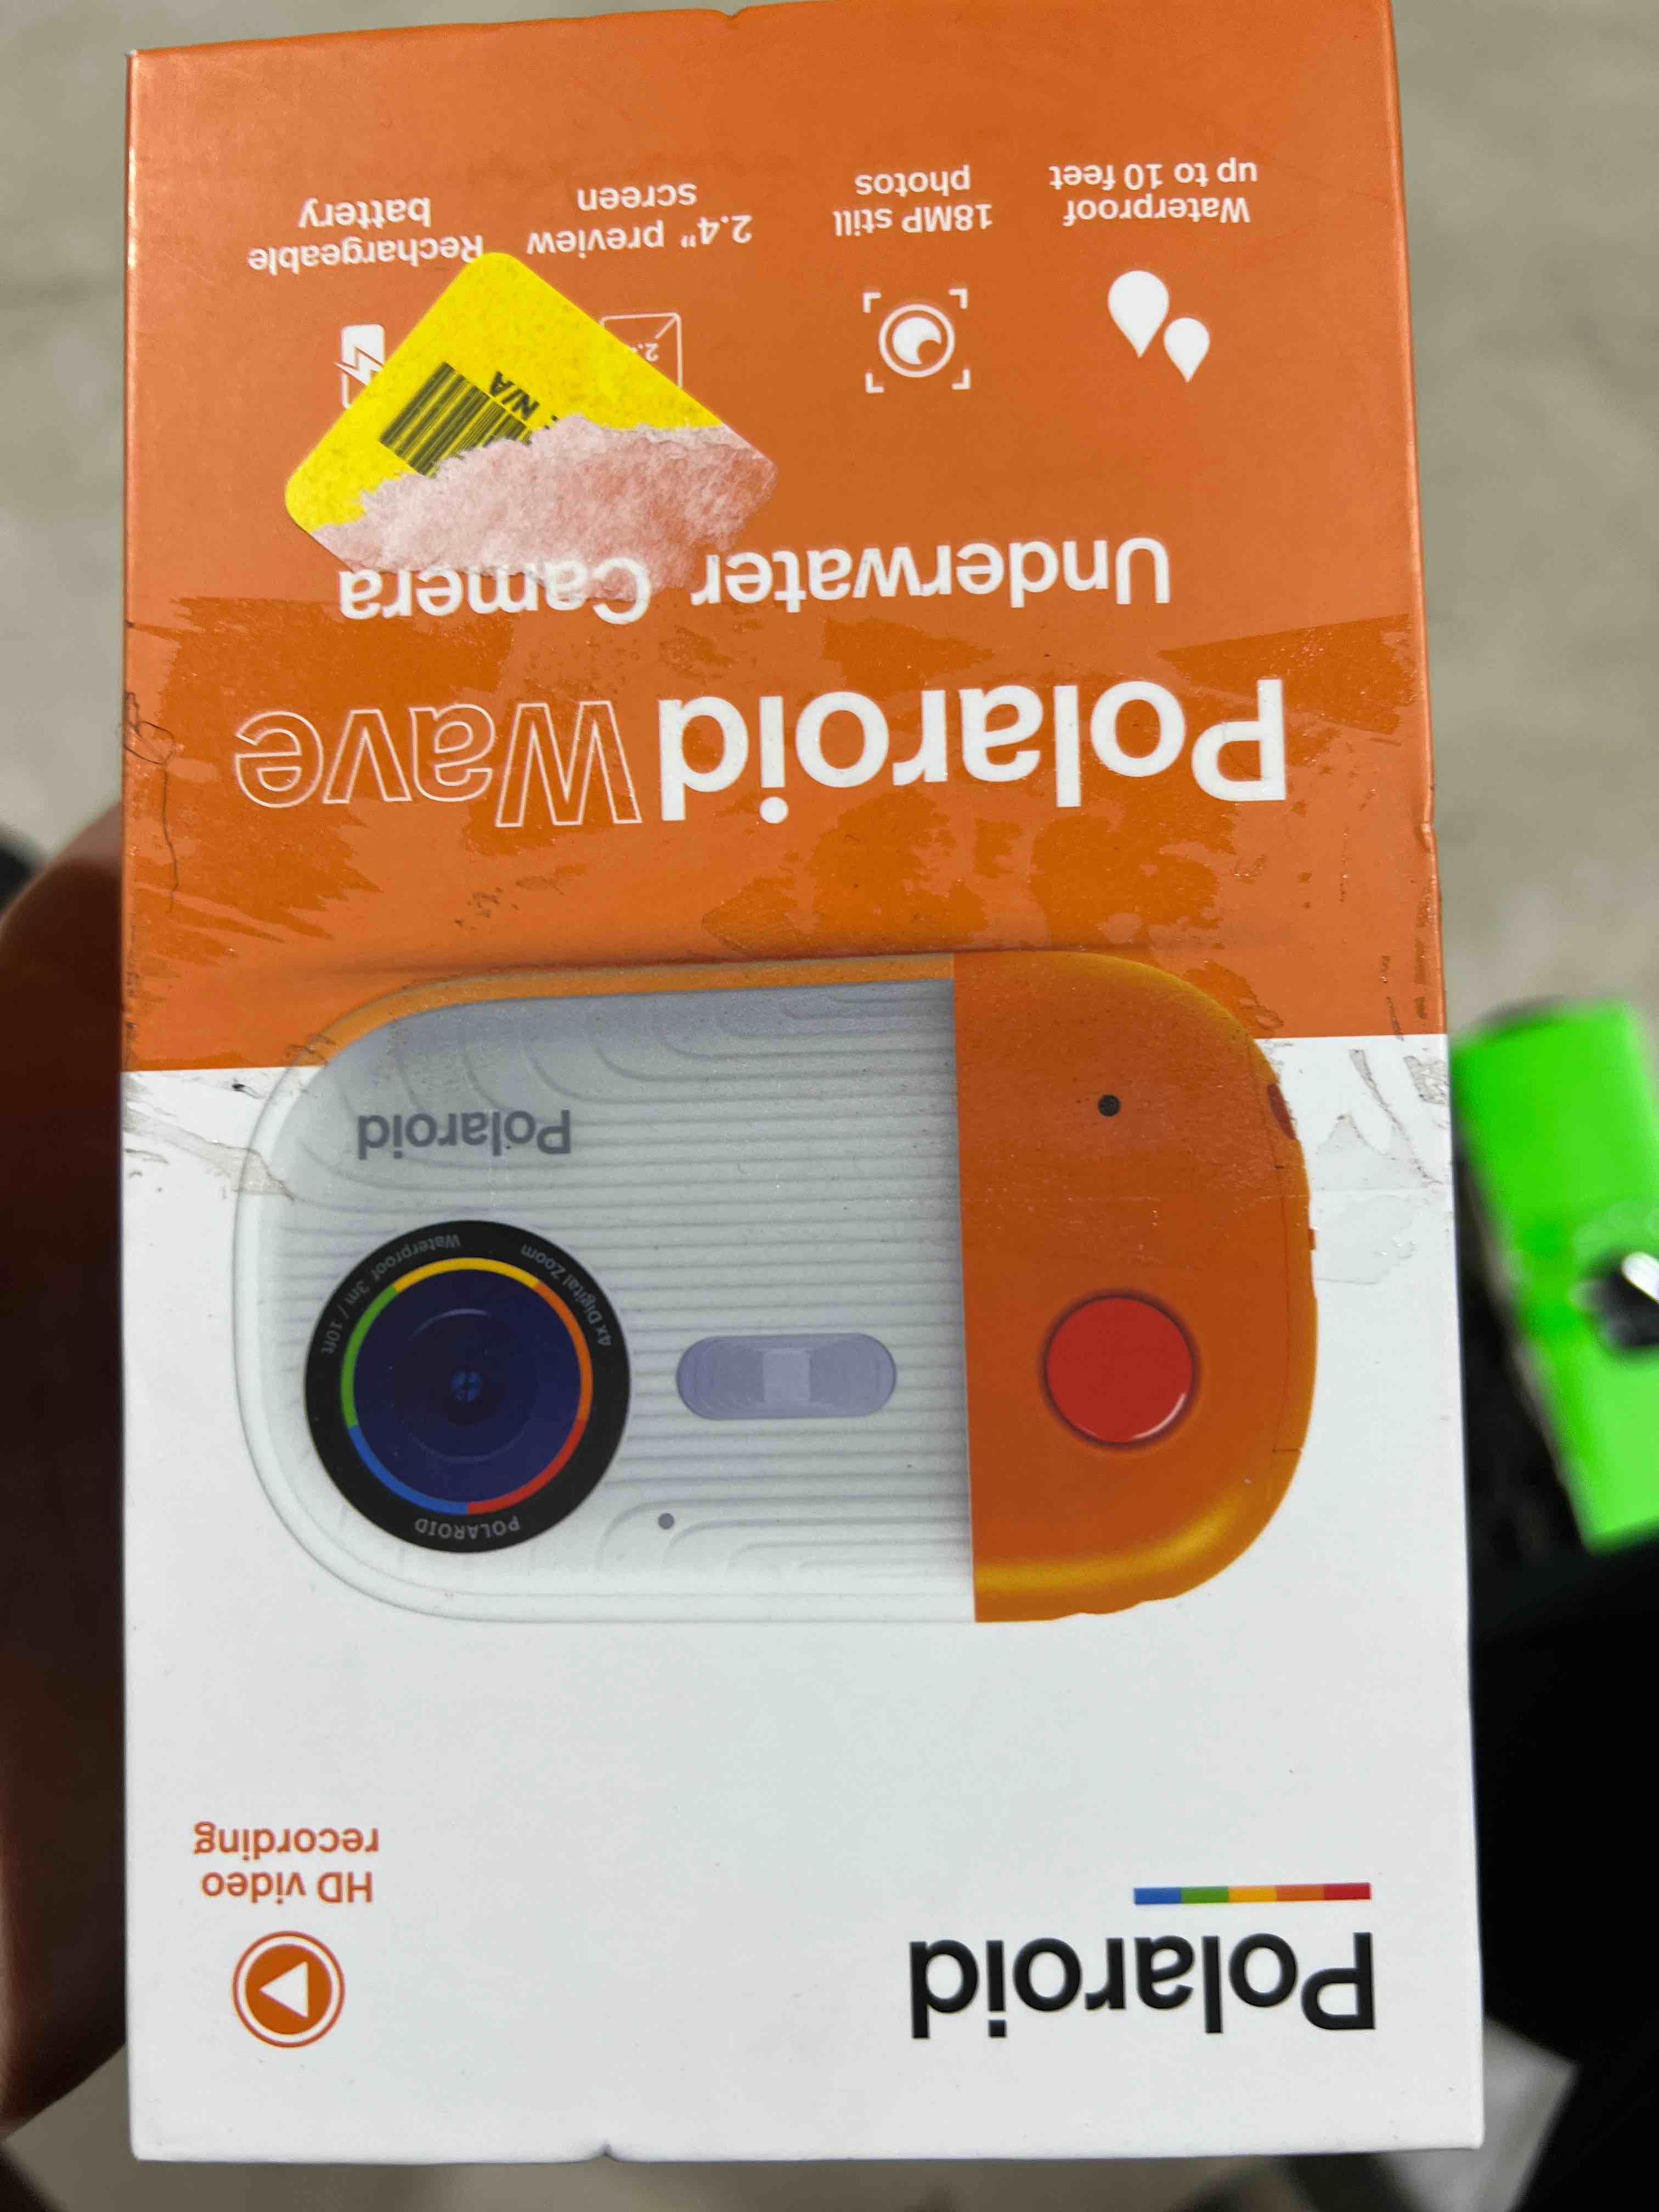 Polaroid
HD video
recording
POLAROID
4x Digital Zoom
Waterproof 3m / 10ft
Polaroid
Polaroid Wave
Underwater Camera
N/A
Waterproof
up to 10 feet
18MP still
photos
2.4" preview
screen
Rechargeable
battery